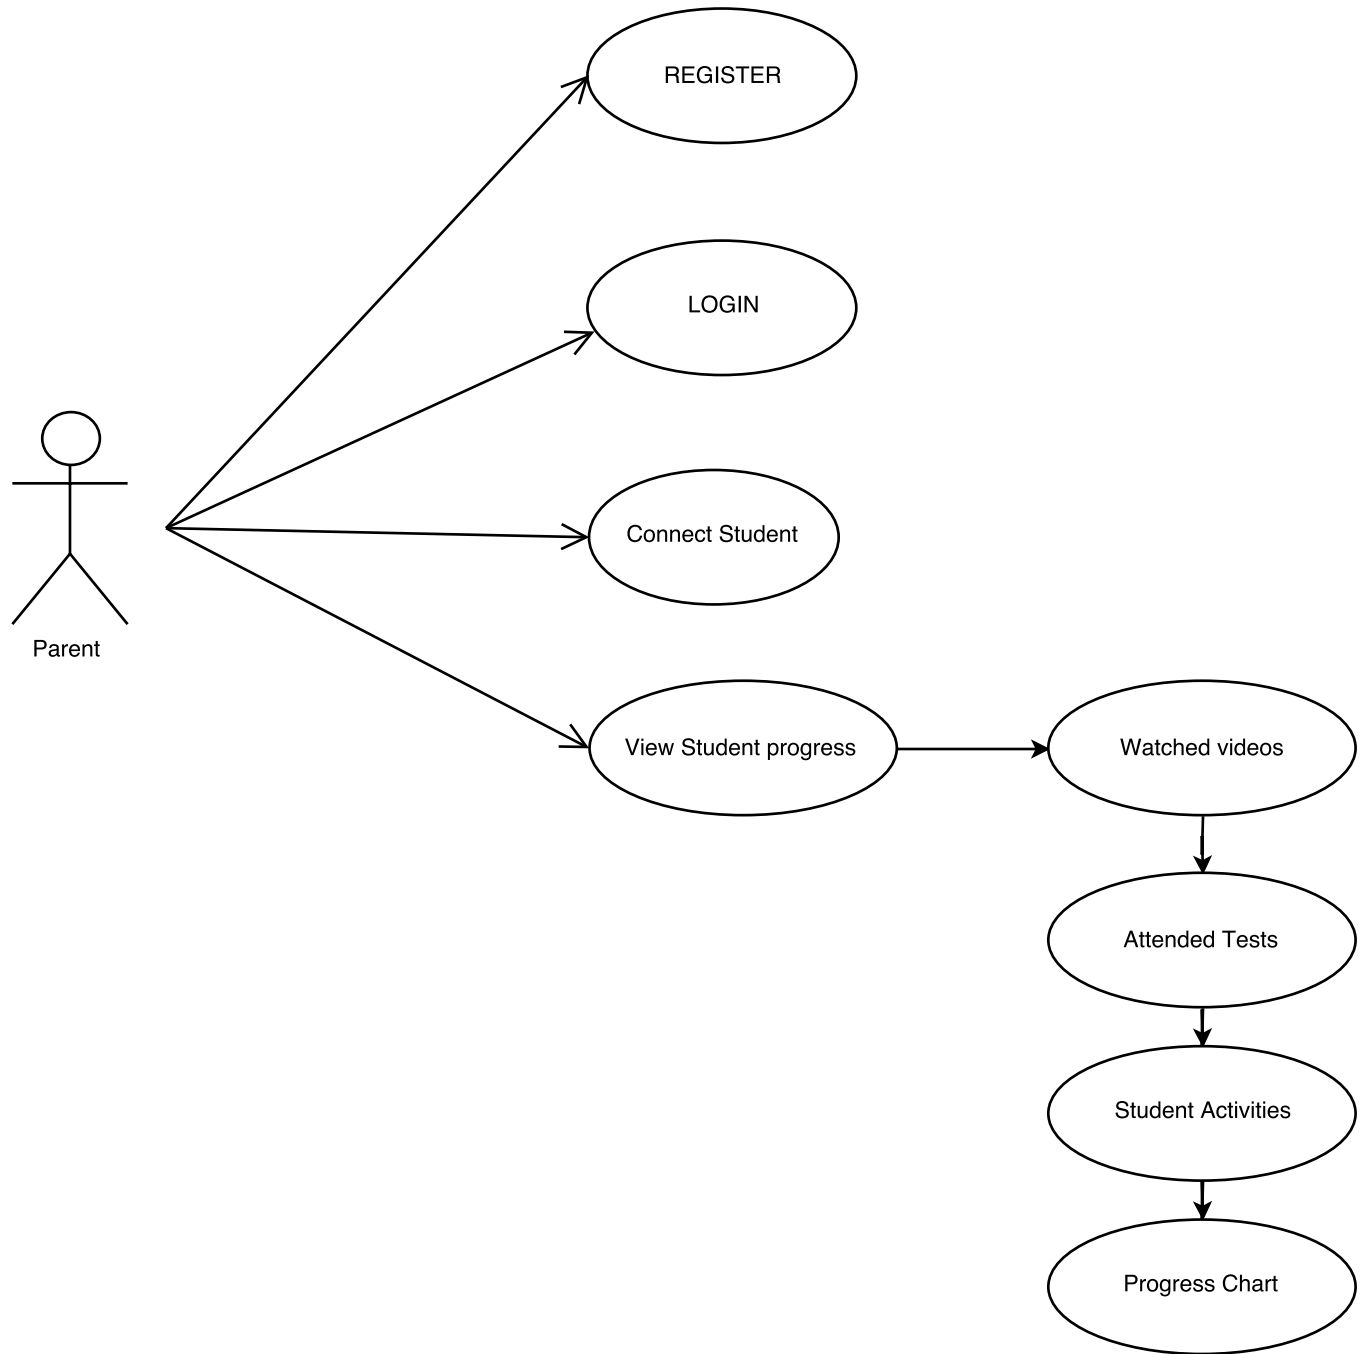 REGISTER
LOGIN
Connect Student
Parent
View Student progress
Watched videos
Attended Tests
Student Activities
Progress Chart